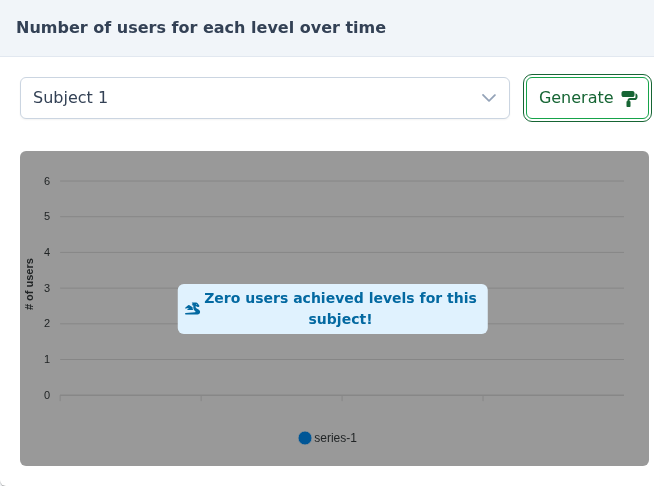 Number of users for each level over time
Subject 1
Generate
6
5
4
3
2
1
0
# of users
Zero users achieved levels for this
subject!
series-1